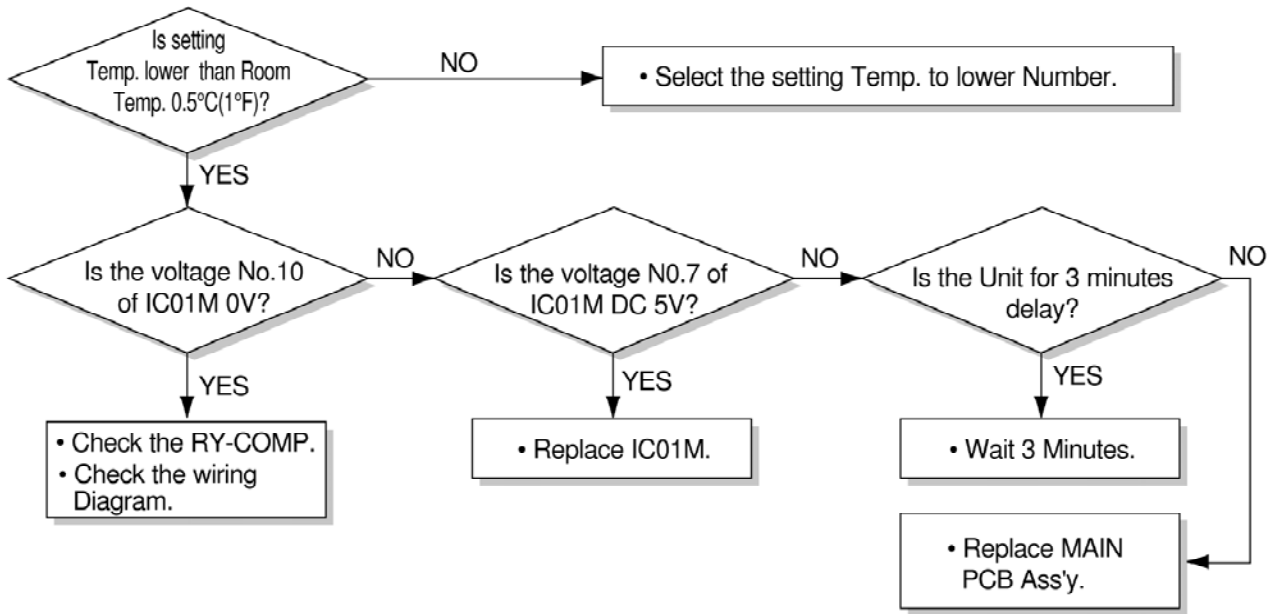 Is setting
Temp. lower than Room
Temp. 0.5ºC(1ºF)?
NO
• Select the setting Temp. to lower Number.
YES
Is the voltage No.10
of IC01M 0V?
NO
Is the voltage N0.7 of
IC01M DC 5V?
NO
Is the Unit for 3 minutes
delay?
NO
YES
• Check the RY-COMP.
• Check the wiring
Diagram.
YES
• Replace IC01M.
YES
• Wait 3 Minutes.
• Replace MAIN
PCB Ass'y.